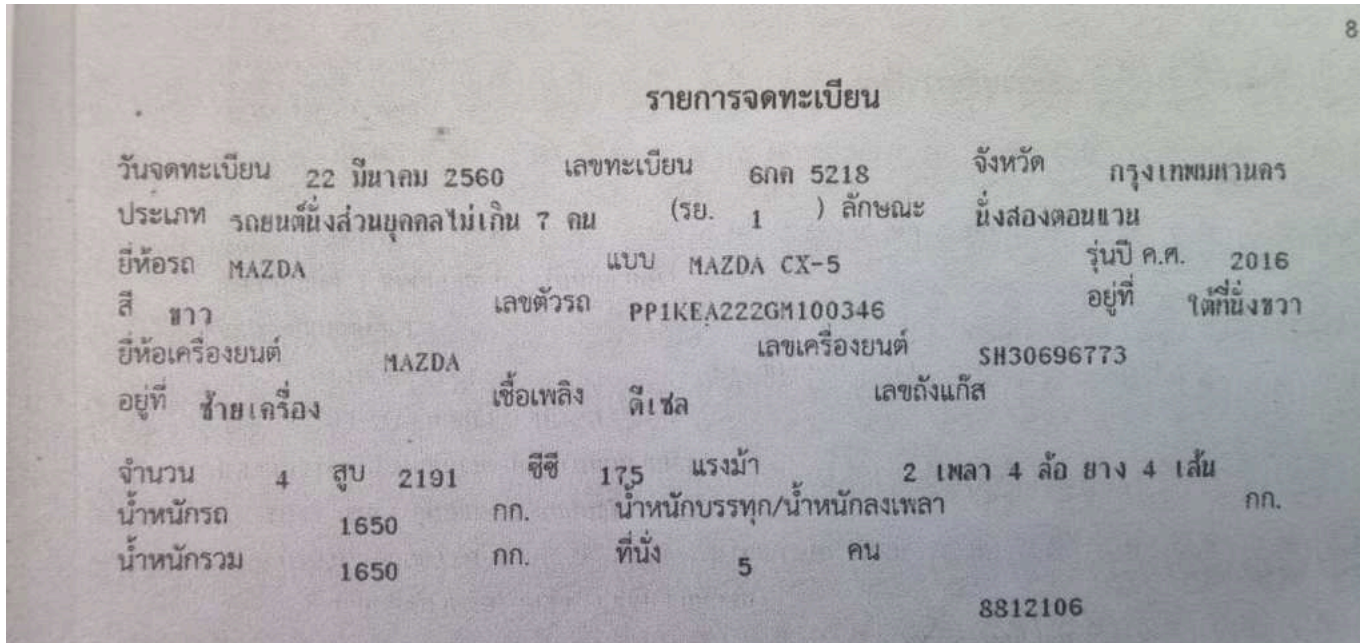 8
รายการจดทะเบียน
วันจดทะเบียน 22 มีนาคม 2560 เลขทะเบียน 6กค 5218 จังหวัด กรุงเทพมหานคร
ประเภท รถยนต์นั่งส่วนบุคคลไม่เกิน 7 คน (รย. 1 ) ลักษณะ นั่งสองตอนแวน
ยี่ห้อรถ MAZDA แบบ MAZDA CX-5 รุ่นปี ค.ศ. 2016
สี ขาว เลขตัวรถ PP1KEA222GM100346 อยู่ที่ ใต้ที่นั่งขวา
ยี่ห้อเครื่องยนต์ MAZDA เลขเครื่องยนต์ SH30696773
อยู่ที่ ซ้ายเครื่อง เชื้อเพลิง ดีเซล เลขถังแก๊ส
จำนวน 4 สูบ 2191 ซีซี 175 แรงม้า 2 เพลา 4 ล้อ ยาง 4 เส้น
น้ำหนักรถ 1650 กก. น้ำหนักบรรทุก/น้ำหนักลงเพลา กก.
น้ำหนักรวม 1650 กก. ที่นั่ง 5 คน
8812106